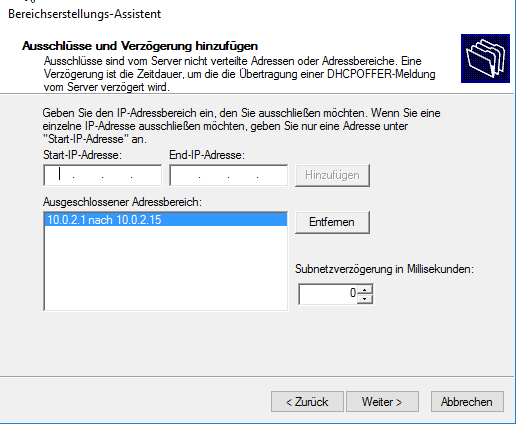 Bereichserstellungs-Assistent
Ausschlüsse und Verzögerung hinzufügen
Ausschlüsse sind vom Server nicht verteilte Adressen oder Adressbereiche. Eine
Verzögerung ist die Zeitdauer, um die die Übertragung einer DHCPOFFER-Meldung
vom Server verzögert wird.
Geben Sie den IP-Adressbereich ein, den Sie ausschließen möchten. Wenn Sie eine
einzelne IP-Adresse ausschließen möchten, geben Sie nur eine Adresse unter
"Start-IP-Adresse" an.
Start-IP-Adresse: End-IP-Adresse:
. . . . . . Hinzufügen
Ausgeschlossener Adressbereich:
10.0.2.1 nach 10.0.2.15 Entfernen
Subnetzverzögerung in Millisekunden:
0
< Zurück Weiter > Abbrechen